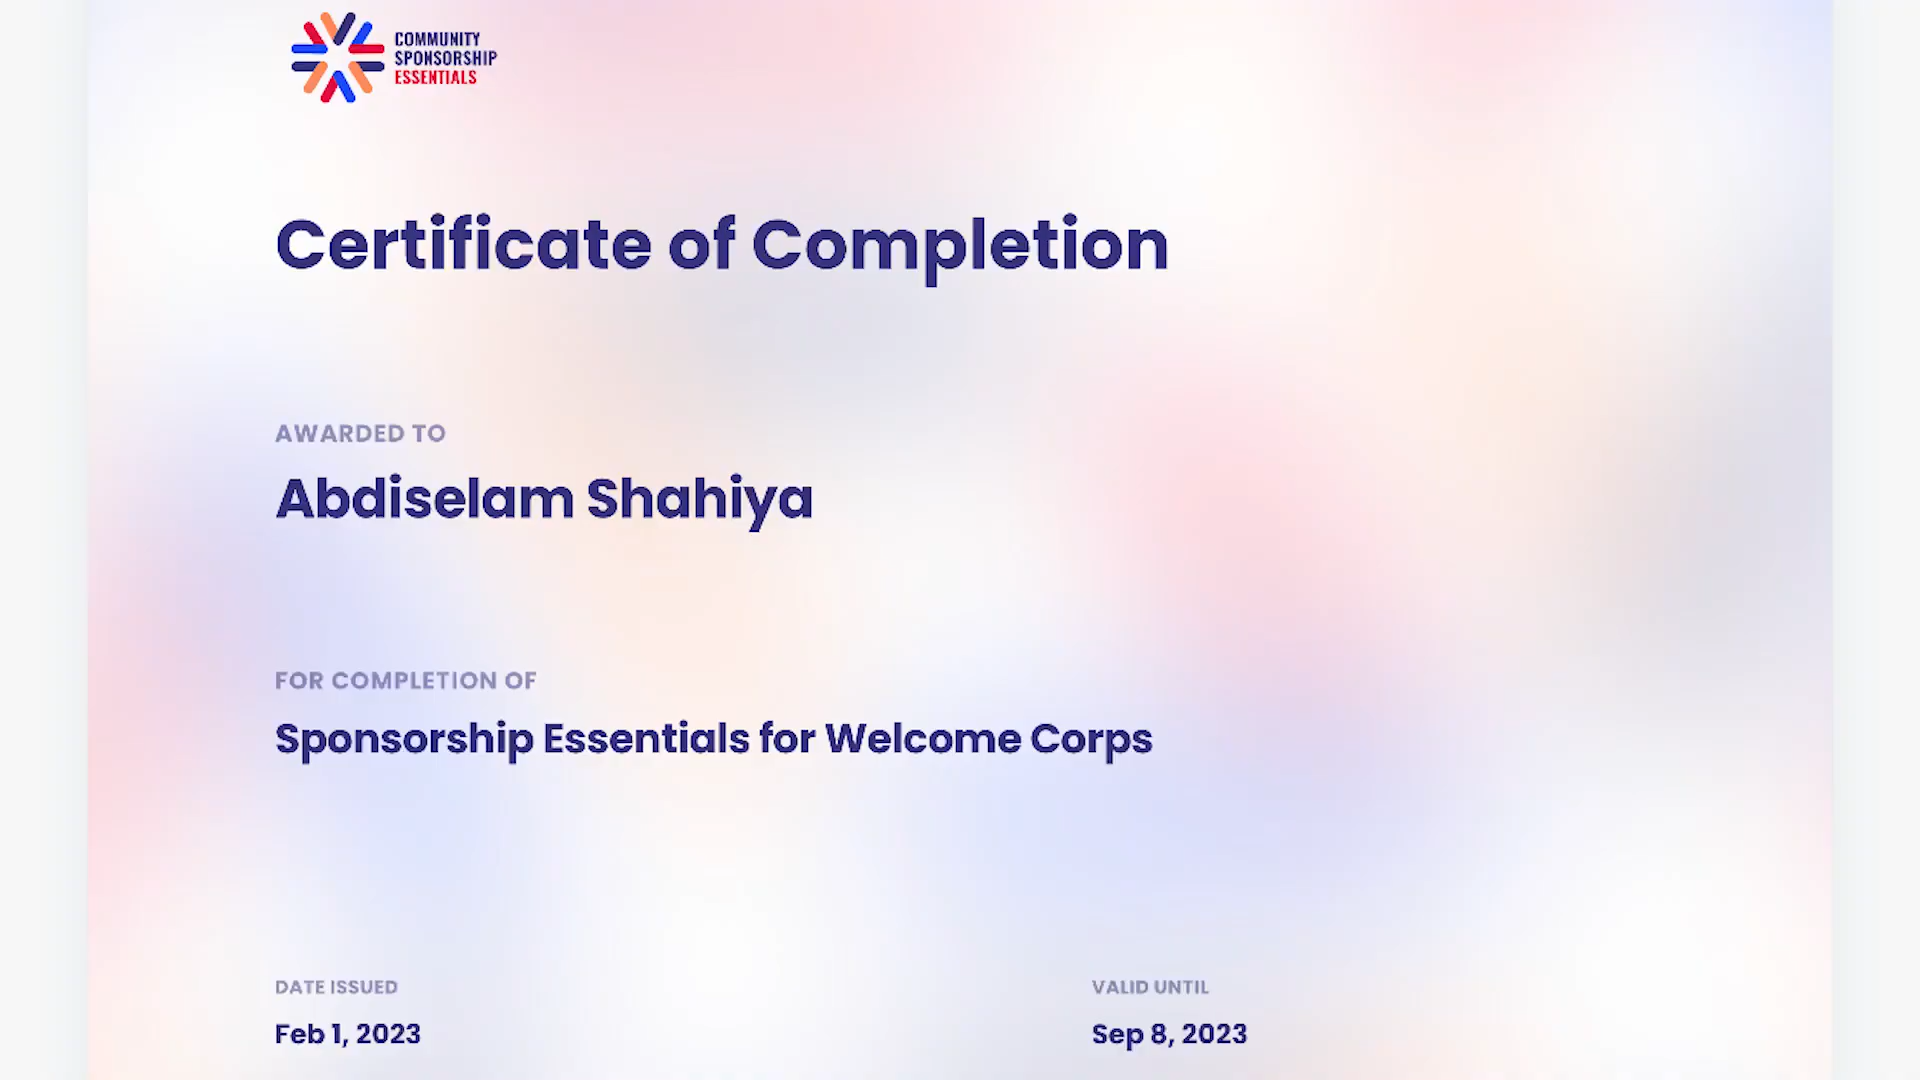 COMMUNITY
SPONSORSHIP
ESSENTIALS
Certificate of Completion
AWARDED TO
Abdiselam Shahiya
FOR COMPLETION OF
Sponsorship Essentials for Welcome Corps
DATE ISSUED
VALID UNTIL
Feb 1, 2023
Sep 8, 2023